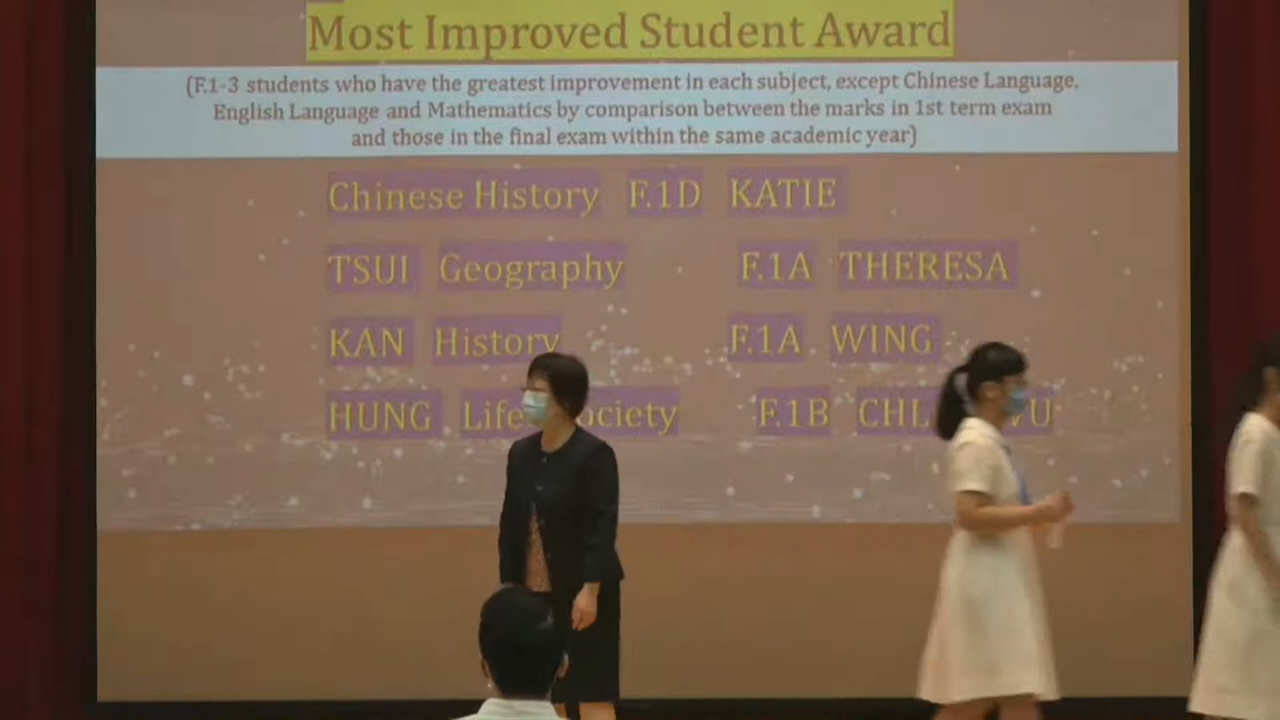 Most Improved Student Award
(F.1-3 students who have the greatest improvement in each subject, except Chinese Language,
English Language and Mathematics by comparison between the marks in 1st term exam
and those in the final exam within the same academic year)
Chinese History F.1D KATIE
TSUI Geography F.1A THERESA
KAN History F.1A WING
HUNG Life F.1B